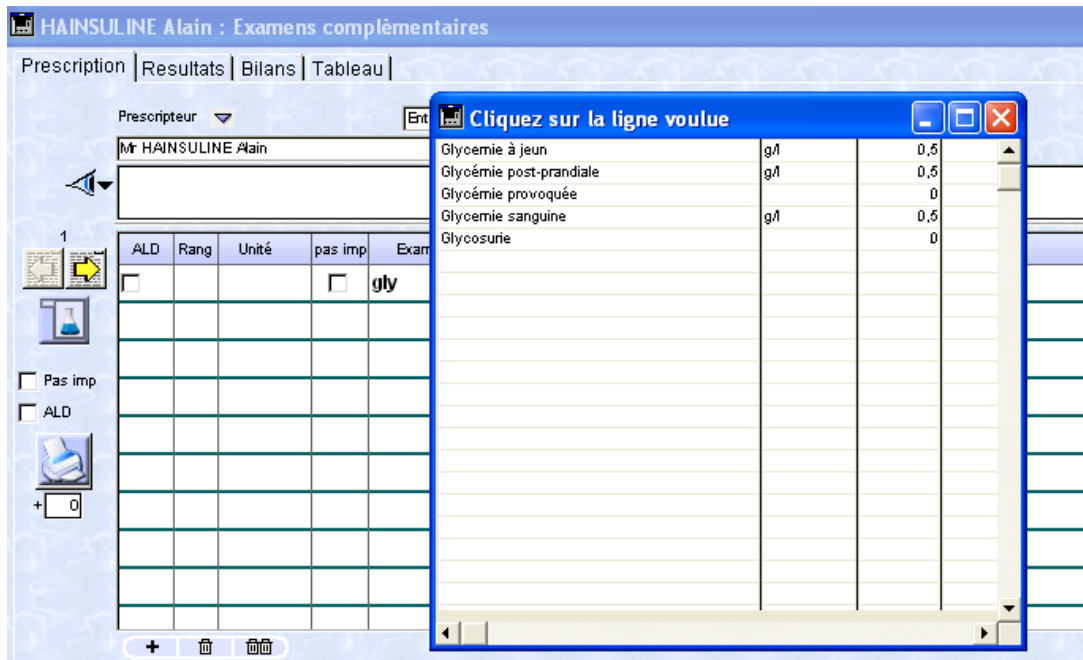 HAINSULINE Alain : Examens complèmentaires
Prescription Resultats Bilans Tableau
Prescripteur
Ent
Mr HAINSULINE Alain
1
ALD Rang Unité pas imp Exam
gly
Pas imp
ALD
+ 0
+
Cliquez sur la ligne voulue
Glycemie à jeun g/l 0,5
Glycémie post-prandiale g/l 0,5
Glycémie provoquée 0
Glycemie sanguine g/l 0,5
Glycosurie 0